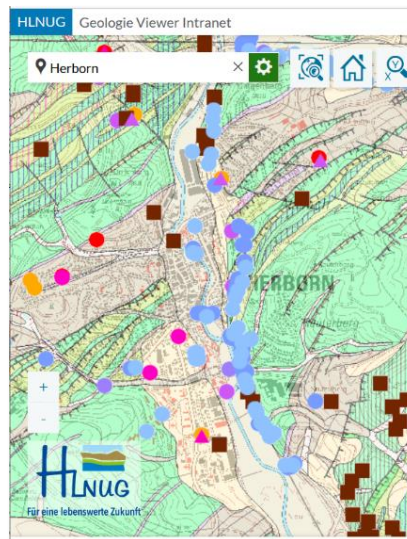 HLNUG Geologie Viewer Intranet
Herborn
HERBORN
+
-
HLNUG
Für eine lebenswerte Zukunft